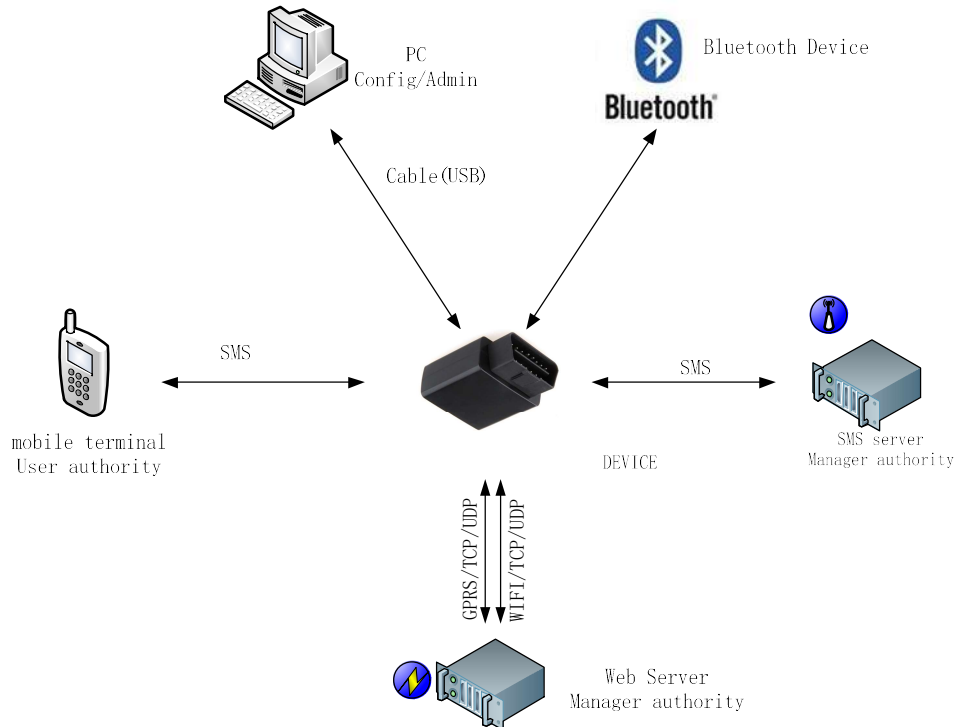 PC
Config/Admin
Bluetooth Device
Bluetooth®
Cable(USB)
SMS
SMS
mobile terminal
User authority
DEVICE
SMS server
Manager authority
GPRS/TCP/UDP
WIFI/TCP/UDP
Web Server
Manager authority